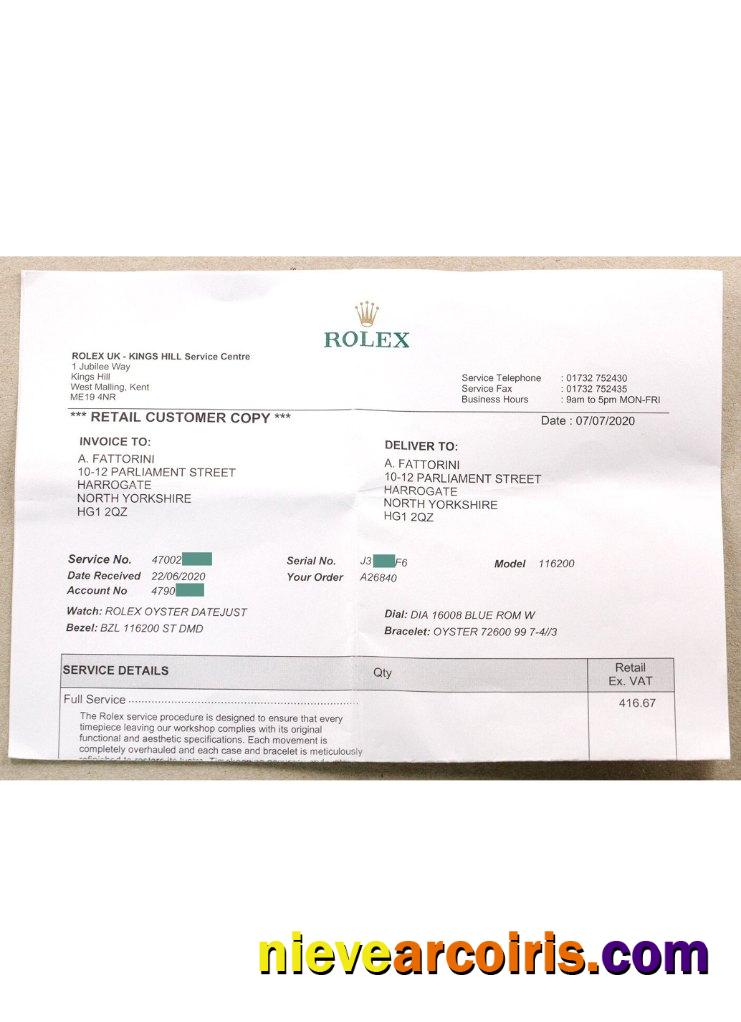 ROLEX
ROLEX UK - KINGS HILL Service Centre
1 Jubilee Way
Kings Hill
West Malling, Kent
ME19 4NR
Service Telephone : 01732 752430
Service Fax : 01732 752435
Business Hours : 9am to 5pm MON-FRI
*** RETAIL CUSTOMER COPY ***
Date : 07/07/2020
INVOICE TO:
A. FATTORINI
10-12 PARLIAMENT STREET
HARROGATE
NORTH YORKSHIRE
HG1 2QZ
DELIVER TO:
A. FATTORINI
10-12 PARLIAMENT STREET
HARROGATE
NORTH YORKSHIRE
HG1 2QZ
Service No. 47002
Serial No. J3 F6
Model 116200
Date Received 22/06/2020
Your Order A26840
Account No 4790
Watch: ROLEX OYSTER DATEJUST
Dial: DIA 16008 BLUE ROM W
Bezel: BZL 116200 ST DMD
Bracelet: OYSTER 72600 99 7-4//3
SERVICE DETAILS Qty Retail
Ex. VAT
Full Service 416.67
The Rolex service procedure is designed to ensure that every
timepiece leaving our workshop complies with its original
functional and aesthetic specifications. Each movement is
completely overhauled and each case and bracelet is meticulously
nievearcoiris.com